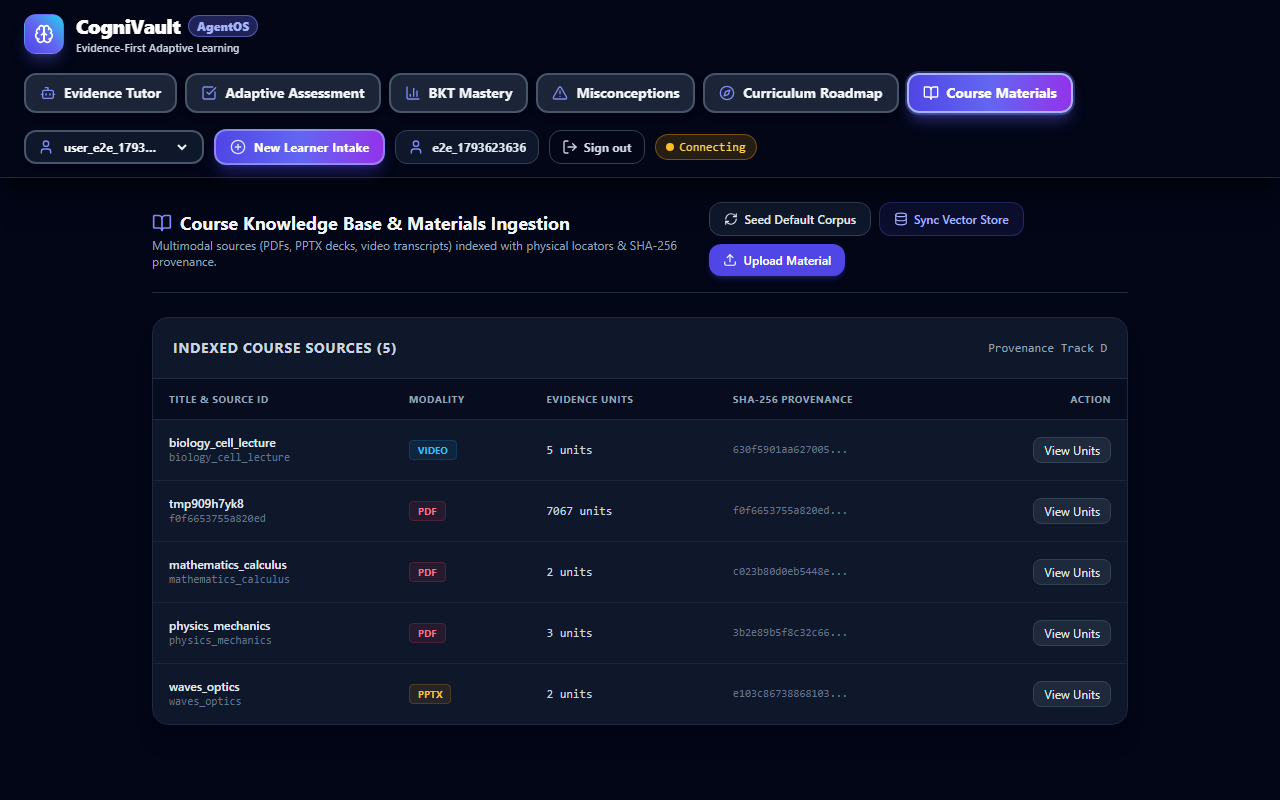 CogniVault AgentOS
Evidence-First Adaptive Learning
Evidence Tutor
Adaptive Assessment
BKT Mastery
Misconceptions
Curriculum Roadmap
Course Materials
user_e2e_1793...
New Learner Intake
e2e_1793623636
Sign out
Connecting
Course Knowledge Base & Materials Ingestion
Multimodal sources (PDFs, PPTX decks, video transcripts) indexed with physical locators & SHA-256
provenance.
Seed Default Corpus
Sync Vector Store
Upload Material
INDEXED COURSE SOURCES (5)
Provenance Track D
TITLE & SOURCE ID MODALITY EVIDENCE UNITS SHA-256 PROVENANCE ACTION
biology_cell_lecture
biology_cell_lecture
VIDEO
5 units
630f5901aa627005...
View Units
tmp909h7yk8
f0f6653755a820ed
PDF
7067 units
f0f6653755a820ed...
View Units
mathematics_calculus
mathematics_calculus
PDF
2 units
c023b80d0eb5448e...
View Units
physics_mechanics
physics_mechanics
PDF
3 units
3b2e89b5f8c32c66...
View Units
waves_optics
waves_optics
PPTX
2 units
e103c86738868103...
View Units